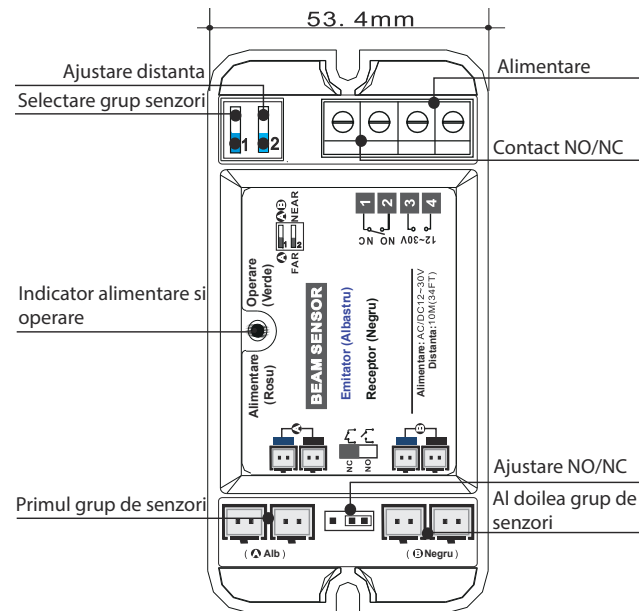 53.4mm
Ajustare distanta
Selectare grup senzori
Alimentare
Contact NO/NC
1 2
1 2 3 4
NC NO 12~30V
A AB
1 2
FAR NEAR
Indicator alimentare si
operare
Operare
(Verde)
Alimentare
(Rosu)
BEAM SENSOR
Emitator (Albastru)
Receptor (Negru)
Alimentare: AC/DC12~30V
Distanta:10M(34FT)
A
B
NC NO
Primul grup de senzori
Ajustare NO/NC
Al doilea grup de
senzori
( A Alb )
( B Negru )